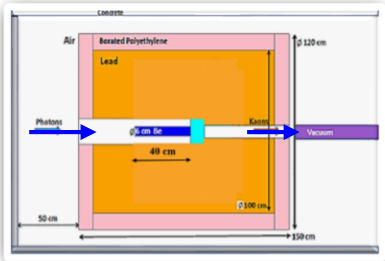 Concrete
Air
Borated Polyethylene
Ø 120 cm
Lead
Photons
Ø 6 cm Be
Kaons
Vacuum
40 cm
Ø 100 cm
50 cm
150 cm